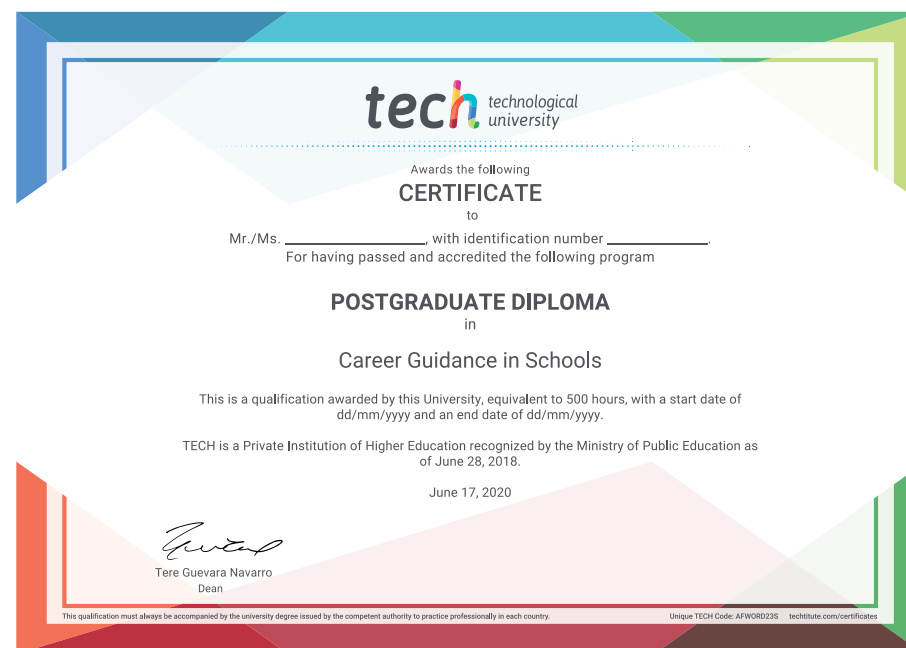 tech technological
university
Awards the following
CERTIFICATE
to
Mr./Ms. ____________, with identification number ____________.
For having passed and accredited the following program
POSTGRADUATE DIPLOMA
in
Career Guidance in Schools
This is a qualification awarded by this University, equivalent to 500 hours, with a start date of
dd/mm/yyyy and an end date of dd/mm/yyyy.
TECH is a Private Institution of Higher Education recognized by the Ministry of Public Education as
of June 28, 2018.
June 17, 2020
Tere Guevara Navarro
Dean
This qualification must always be accompanied by the university degree issued by the competent authority to practice professionally in each country.
Unique TECH Code: AFWORD23S techtitute.com/certificates